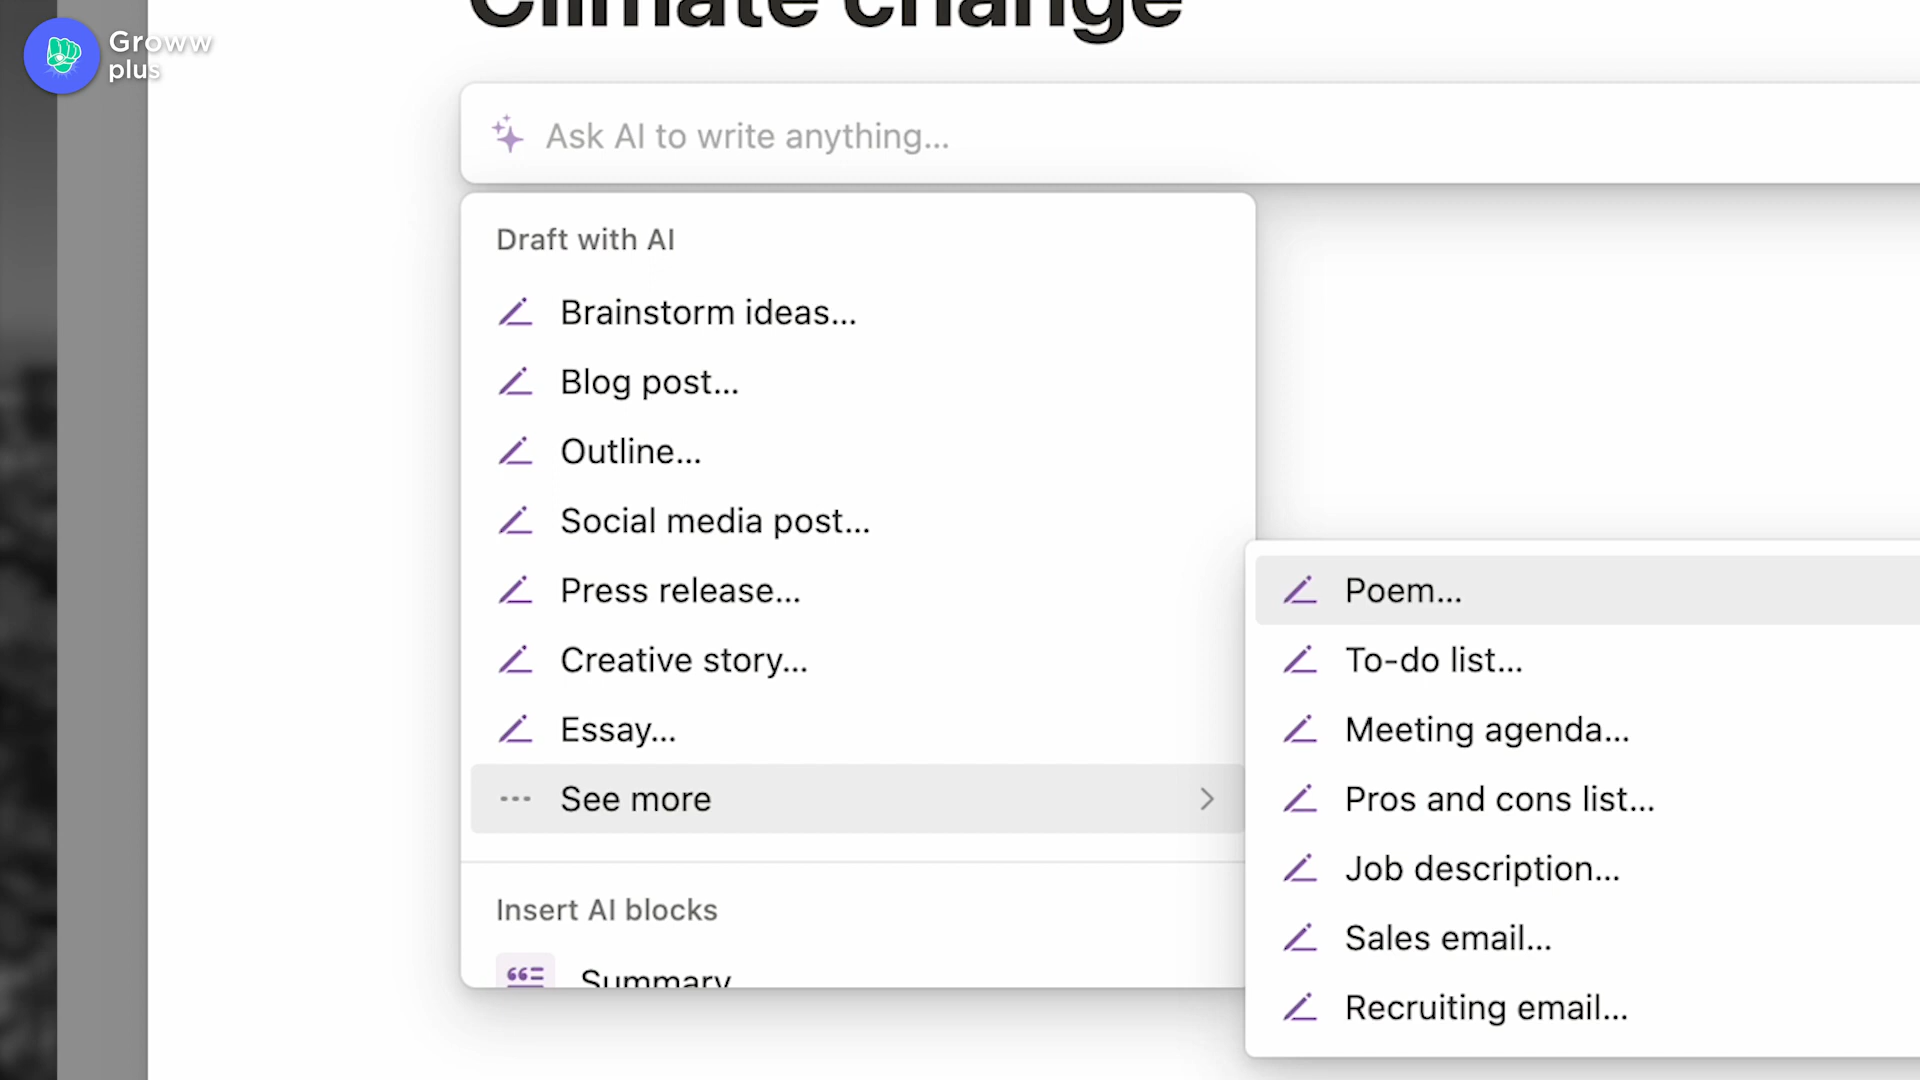 Groww
plus
Climate change
Ask AI to write anything...
Draft with AI
Brainstorm ideas...
Blog post...
Outline...
Social media post...
Press release...
Creative story...
Essay...
See more
Insert AI blocks
Summary
Poem...
To-do list...
Meeting agenda...
Pros and cons list...
Job description...
Sales email...
Recruiting email...